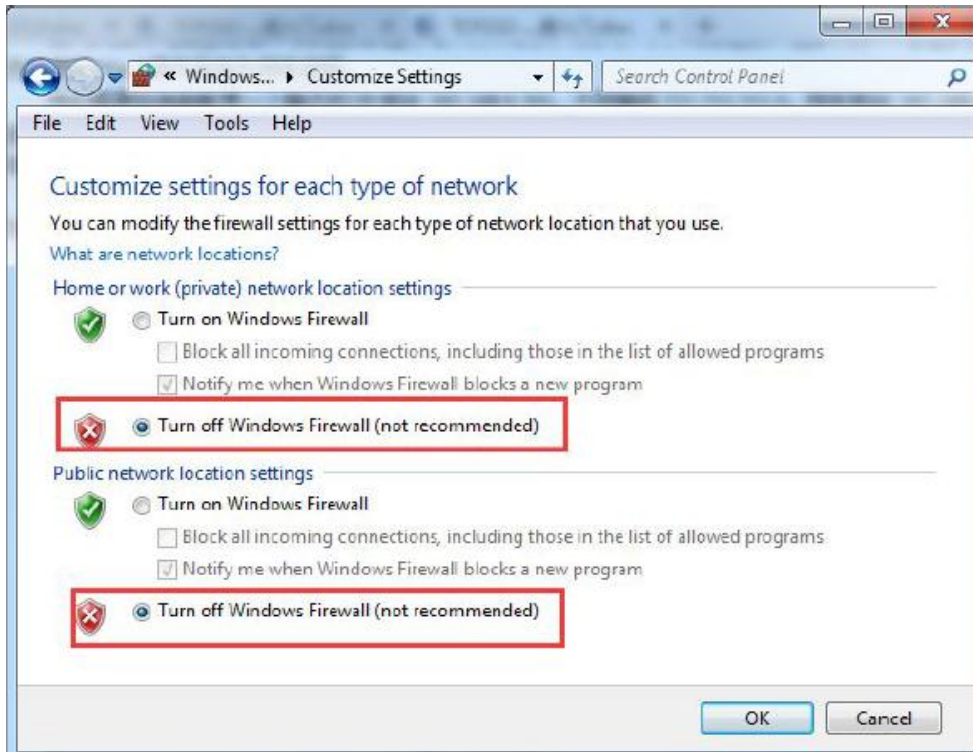 « Windows... ▸ Customize Settings
Search Control Panel
File Edit View Tools Help
Customize settings for each type of network
You can modify the firewall settings for each type of network location that you use.
What are network locations?
Home or work (private) network location settings
Turn on Windows Firewall
Block all incoming connections, including those in the list of allowed programs
Notify me when Windows Firewall blocks a new program
Turn off Windows Firewall (not recommended)
Public network location settings
Turn on Windows Firewall
Block all incoming connections, including those in the list of allowed programs
Notify me when Windows Firewall blocks a new program
Turn off Windows Firewall (not recommended)
OK Cancel